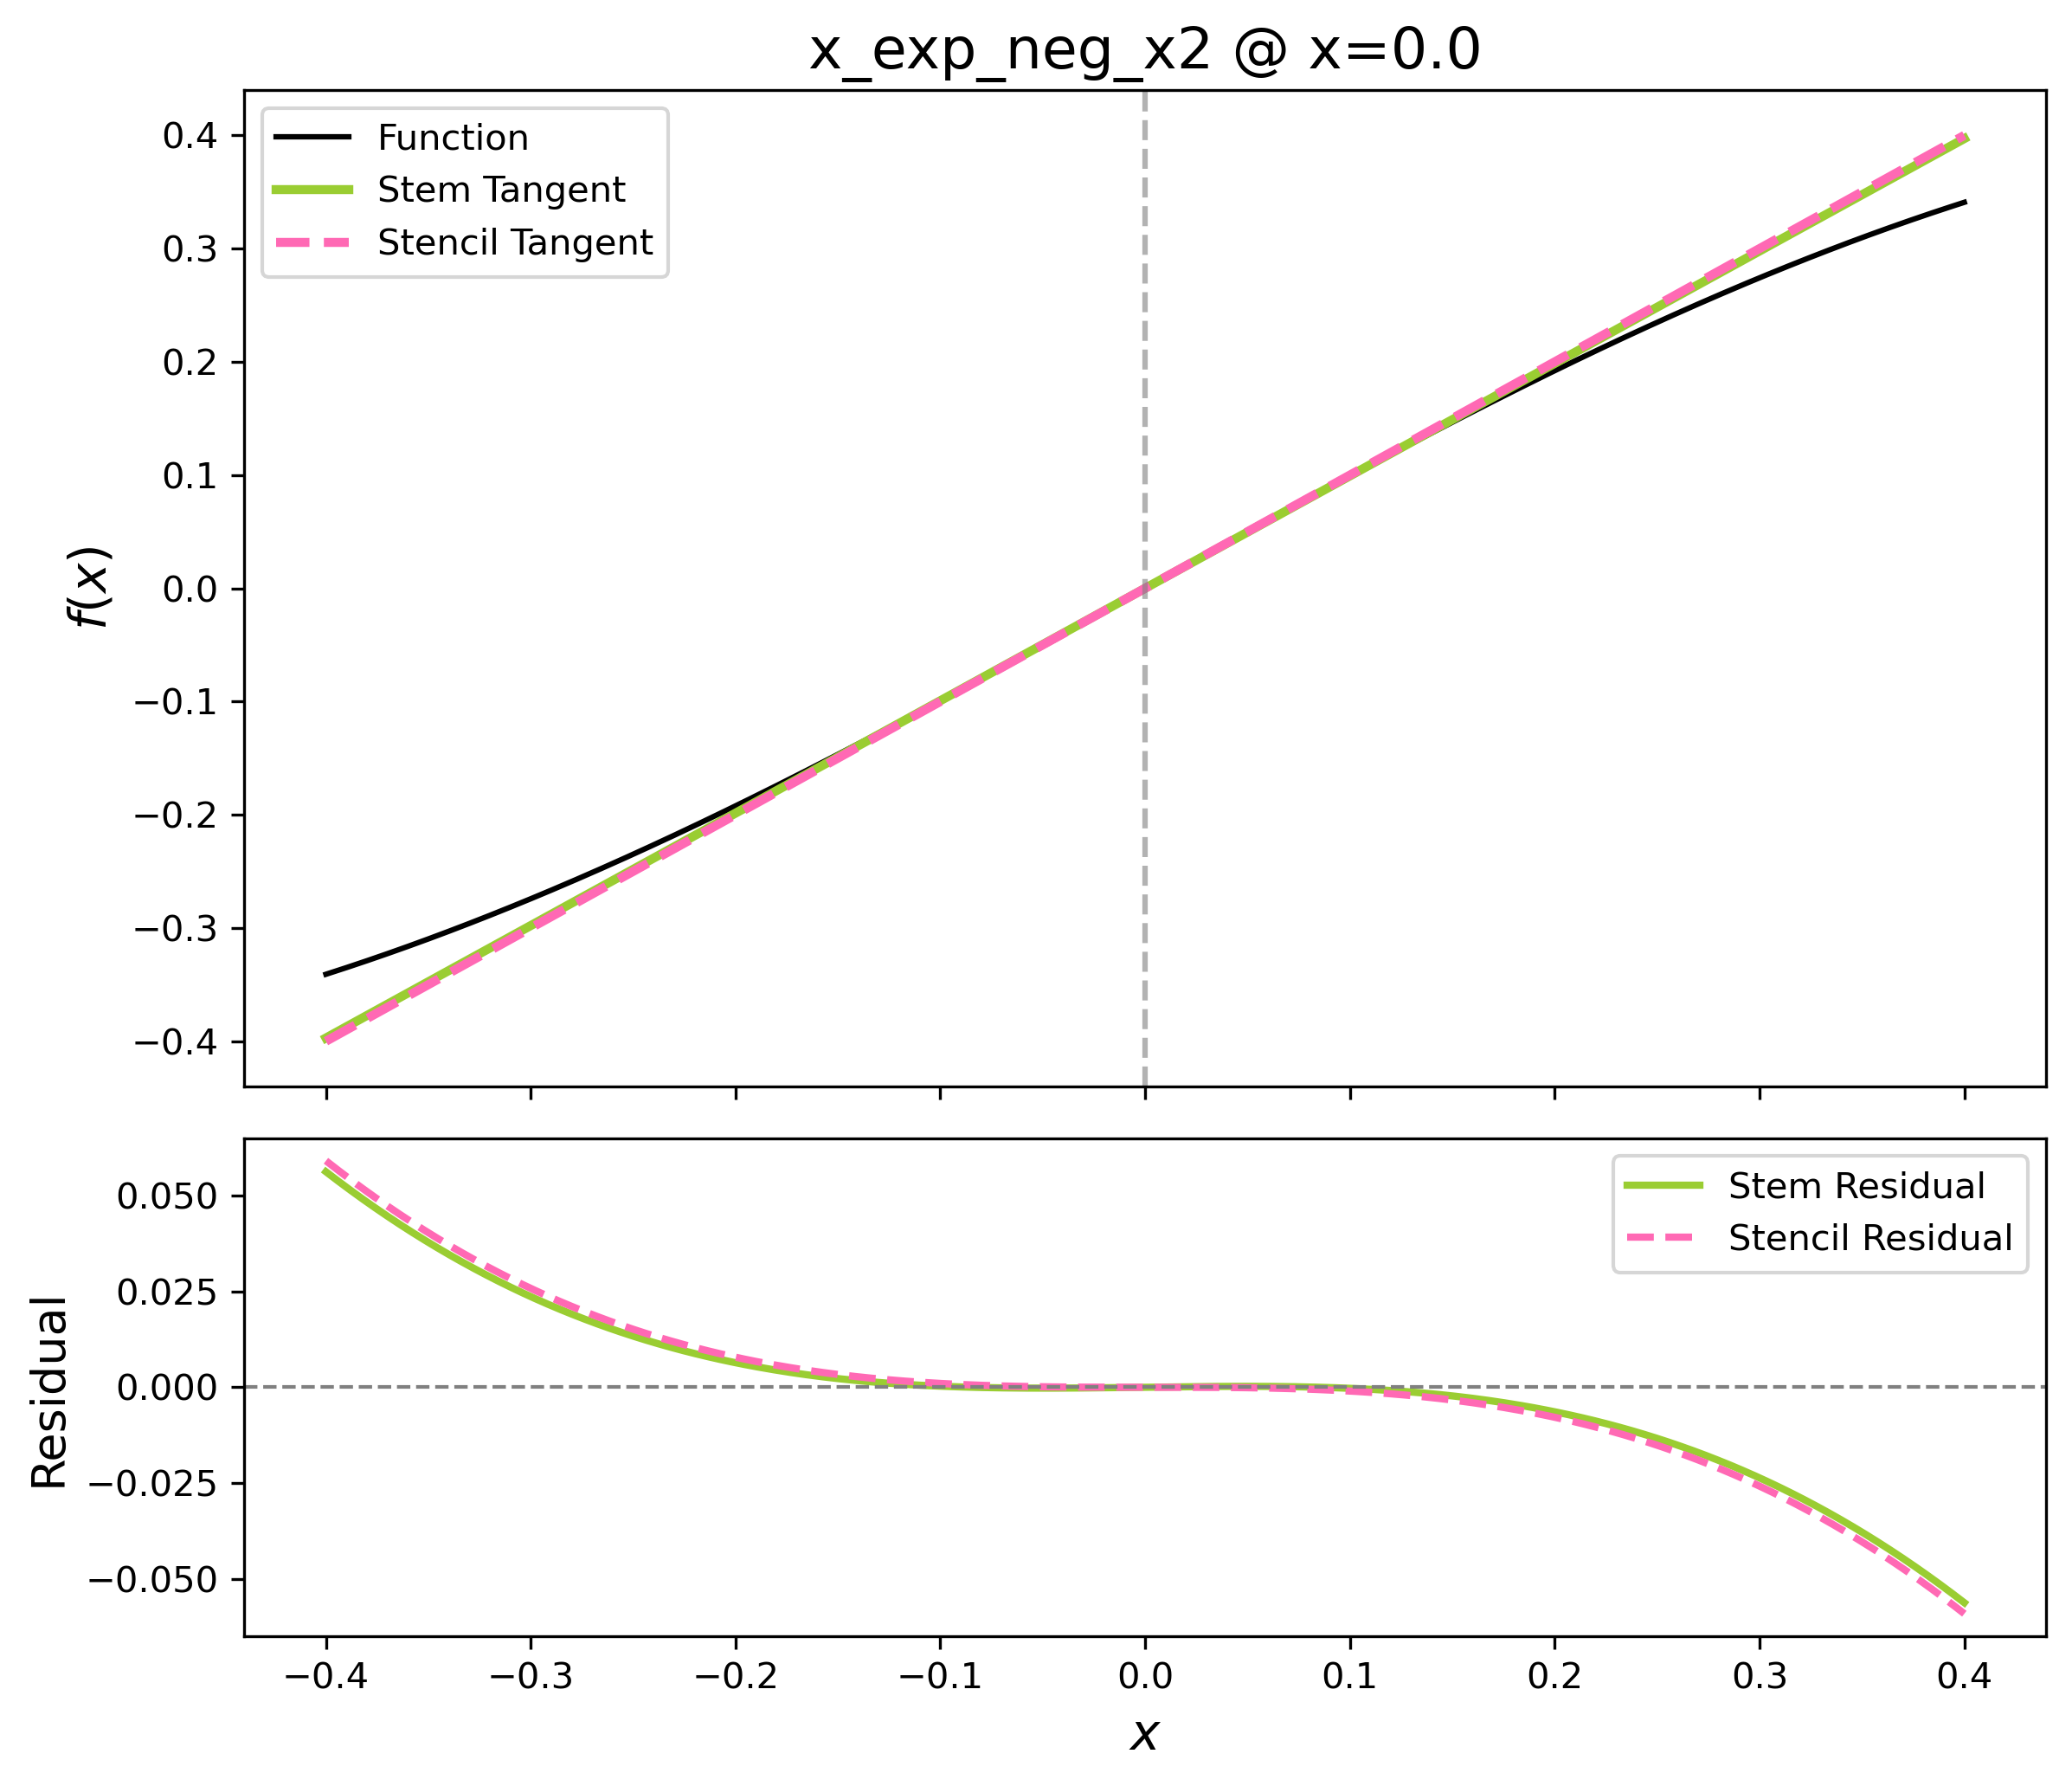 x_exp_neg_x2 @ x=0.0
Function
Stem Tangent
Stencil Tangent
f(x)
0.4
0.3
0.2
0.1
0.0
−0.1
−0.2
−0.3
−0.4
Stem Residual
Stencil Residual
Residual
0.050
0.025
0.000
−0.025
−0.050
−0.4 −0.3 −0.2 −0.1 0.0 0.1 0.2 0.3 0.4
x